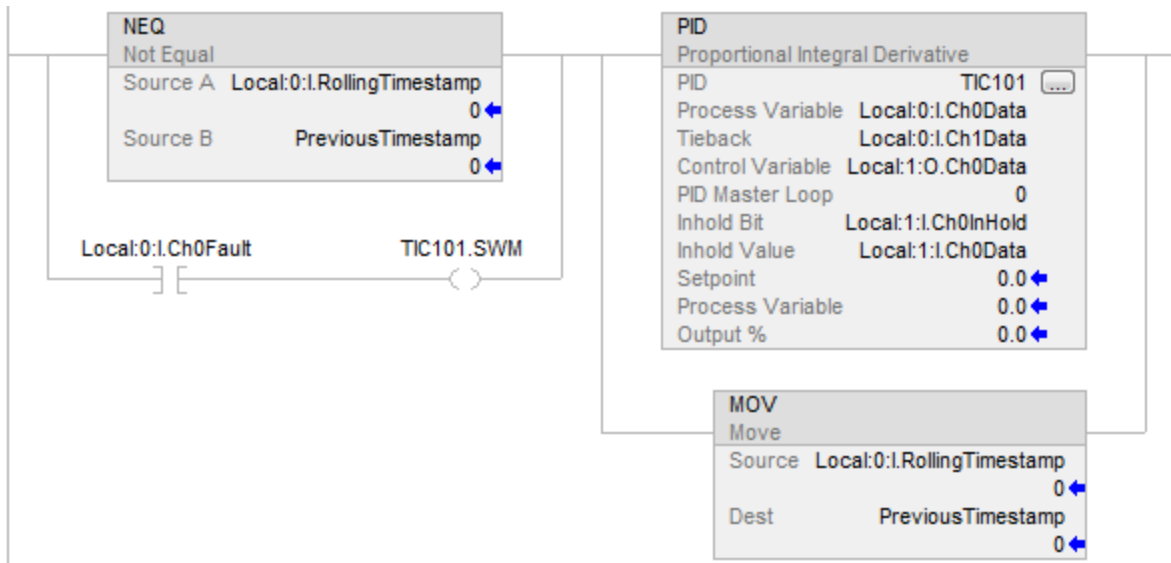 NEQ
Not Equal
Source A Local:0:I.RollingTimestamp
0
Source B PreviousTimestamp
0
Local:0:I.Ch0Fault TIC101.SWM
PID
Proportional Integral Derivative
PID TIC101 ...
Process Variable Local:0:I.Ch0Data
Tieback Local:0:I.Ch1Data
Control Variable Local:1:O.Ch0Data
PID Master Loop 0
Inhold Bit Local:1:I.Ch0InHold
Inhold Value Local:1:I.Ch0Data
Setpoint 0.0
Process Variable 0.0
Output % 0.0
MOV
Move
Source Local:0:I.RollingTimestamp
0
Dest PreviousTimestamp
0